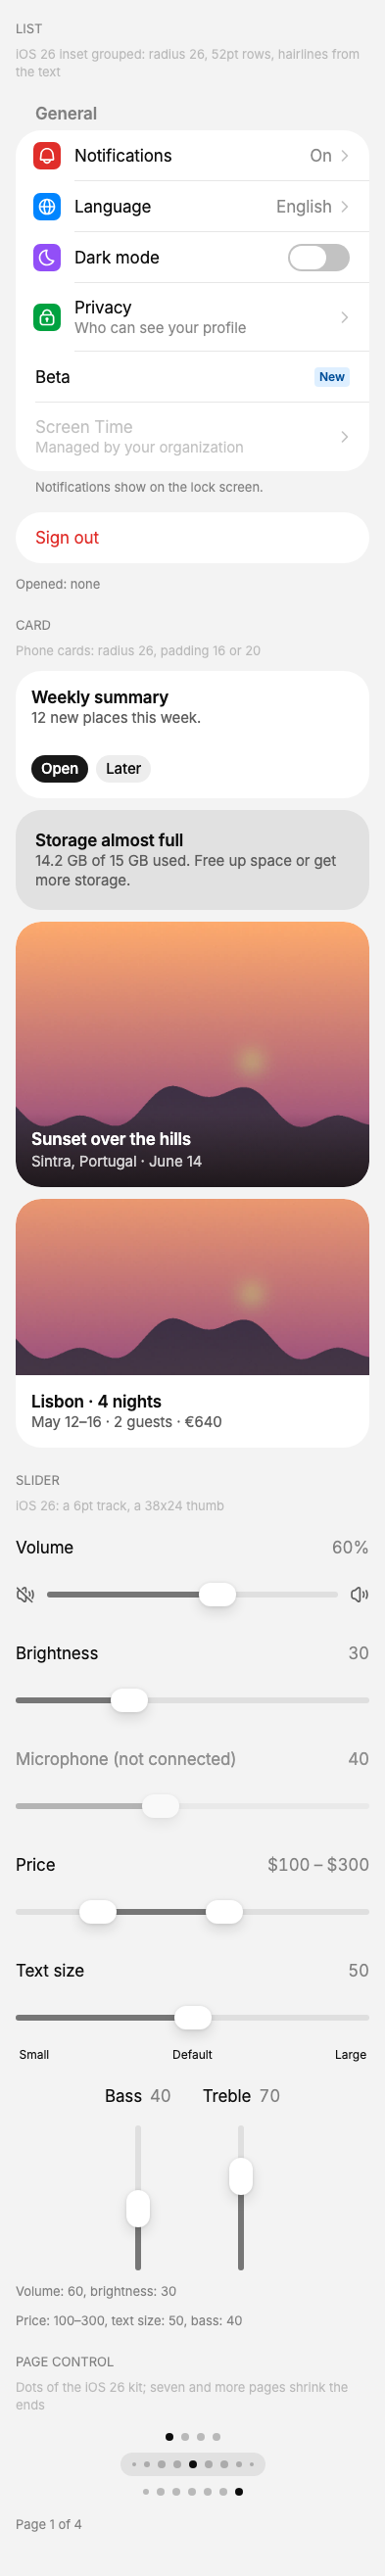 LIST
iOS 26 inset grouped: radius 26, 52pt rows, hairlines from
the text
General
Notifications On
Language English
Dark mode
Privacy
Who can see your profile
Beta New
Screen Time
Managed by your organization
Notifications show on the lock screen.
Sign out
Opened: none
CARD
Phone cards: radius 26, padding 16 or 20
Weekly summary
12 new places this week.
Open Later
Storage almost full
14.2 GB of 15 GB used. Free up space or get
more storage.
Sunset over the hills
Sintra, Portugal · June 14
Lisbon · 4 nights
May 12–16 · 2 guests · €640
SLIDER
iOS 26: a 6pt track, a 38x24 thumb
Volume 60%
Brightness 30
Microphone (not connected) 40
Price $100 – $300
Text size 50
Small Default Large
Bass 40 Treble 70
Volume: 60, brightness: 30
Price: 100–300, text size: 50, bass: 40
PAGE CONTROL
Dots of the iOS 26 kit; seven and more pages shrink the
ends
Page 1 of 4